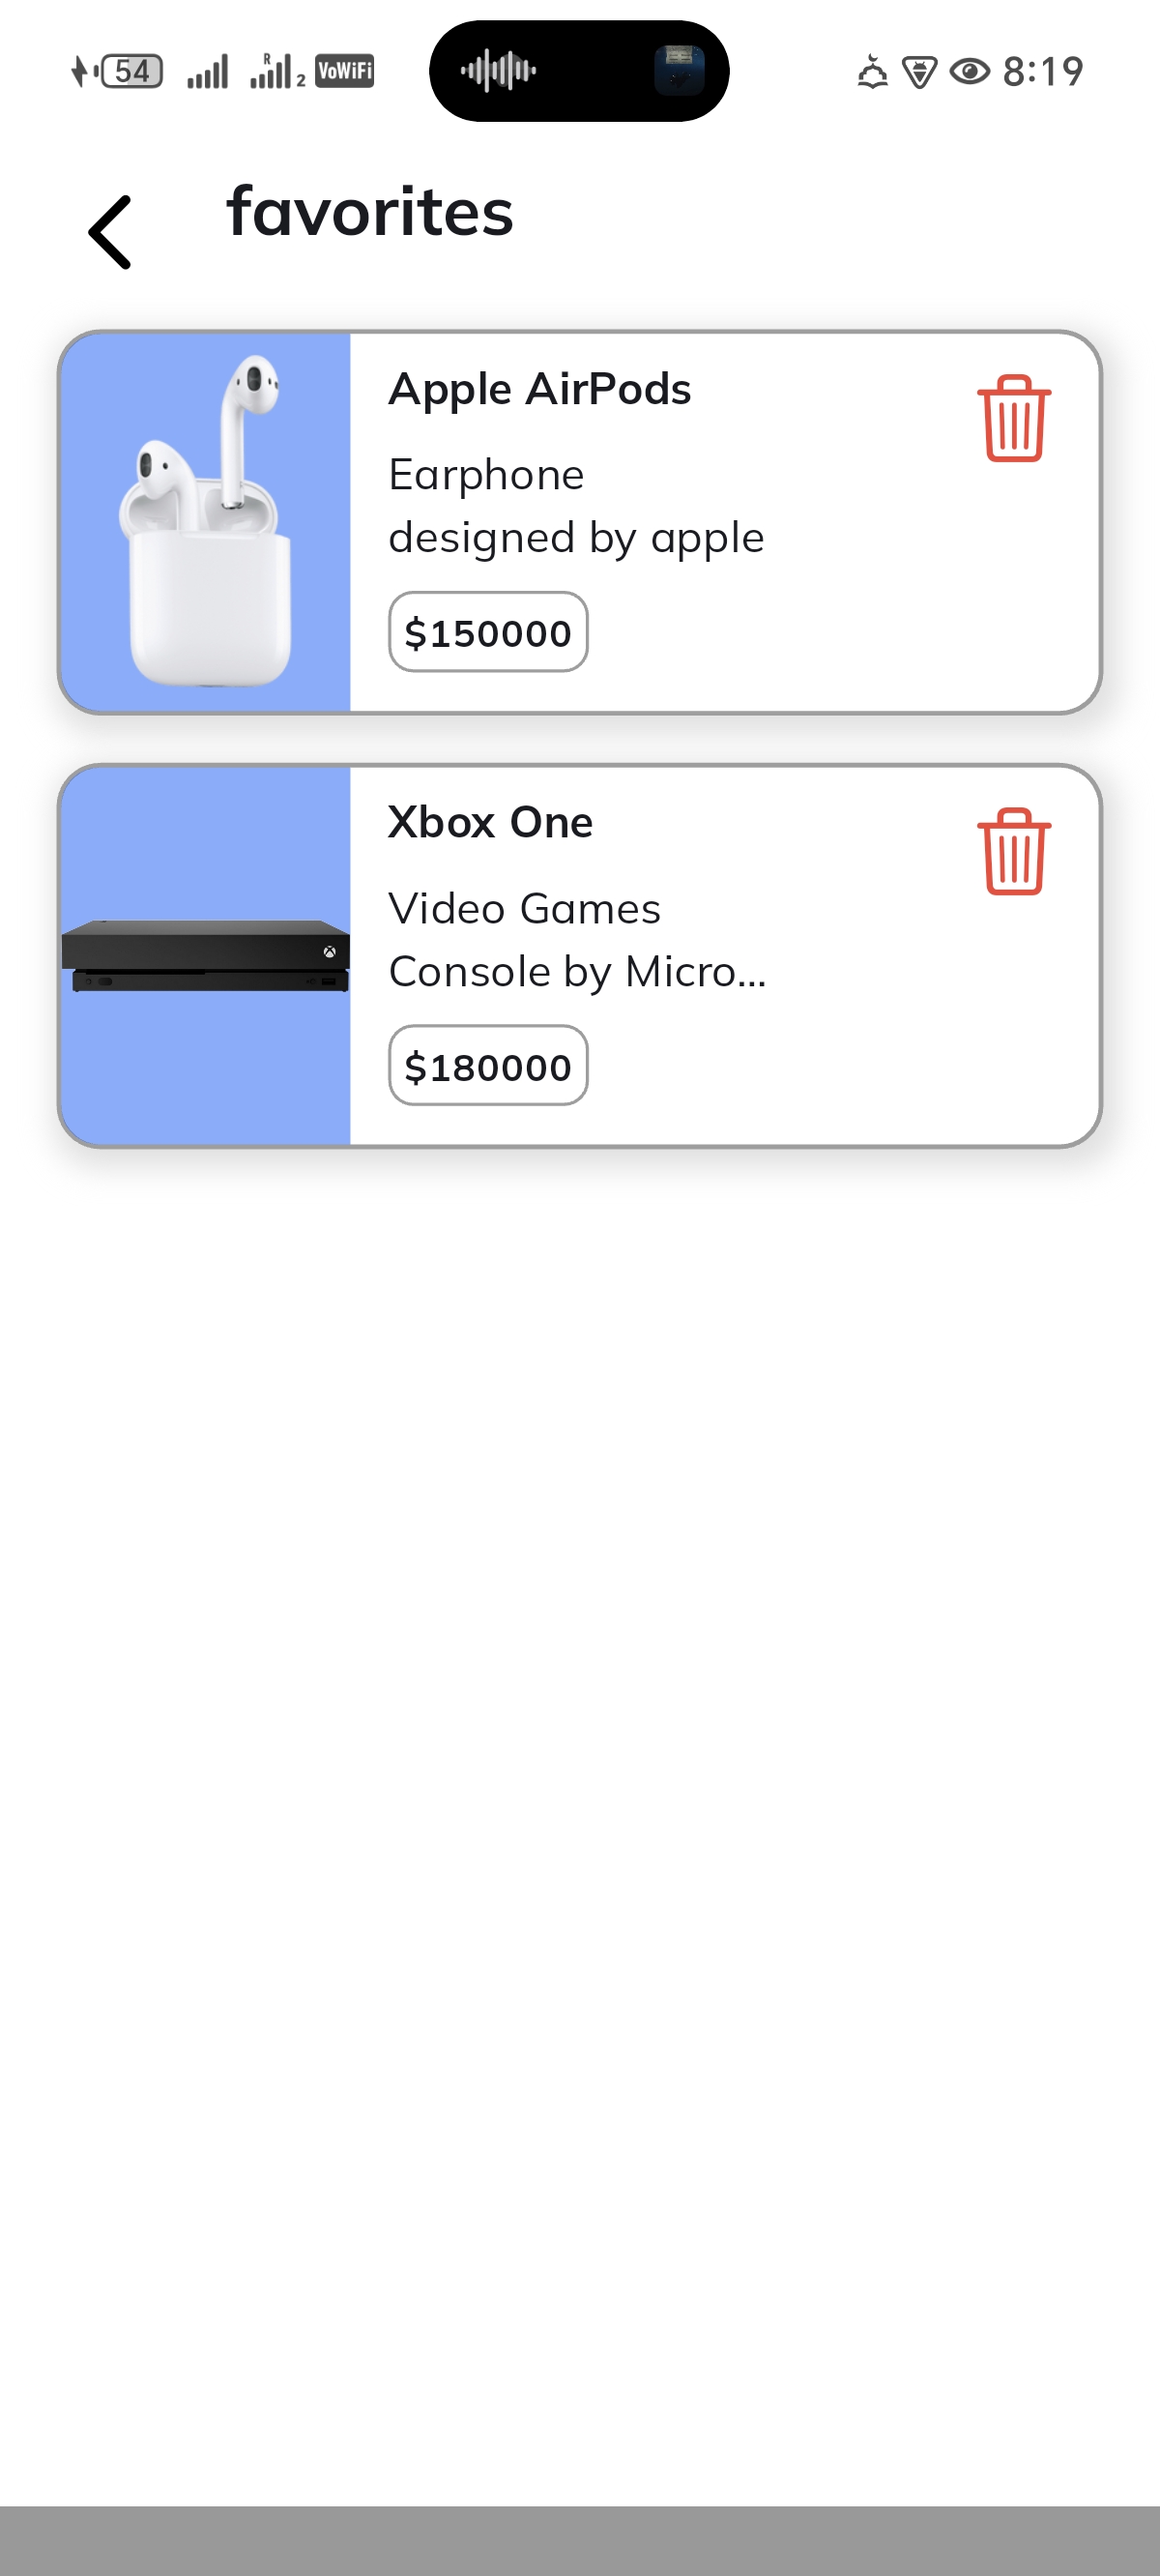 54 R 2 VoWiFi 8:19
favorites
Apple AirPods
Earphone
designed by apple
$150000
Xbox One
Video Games
Console by Micro...
$180000